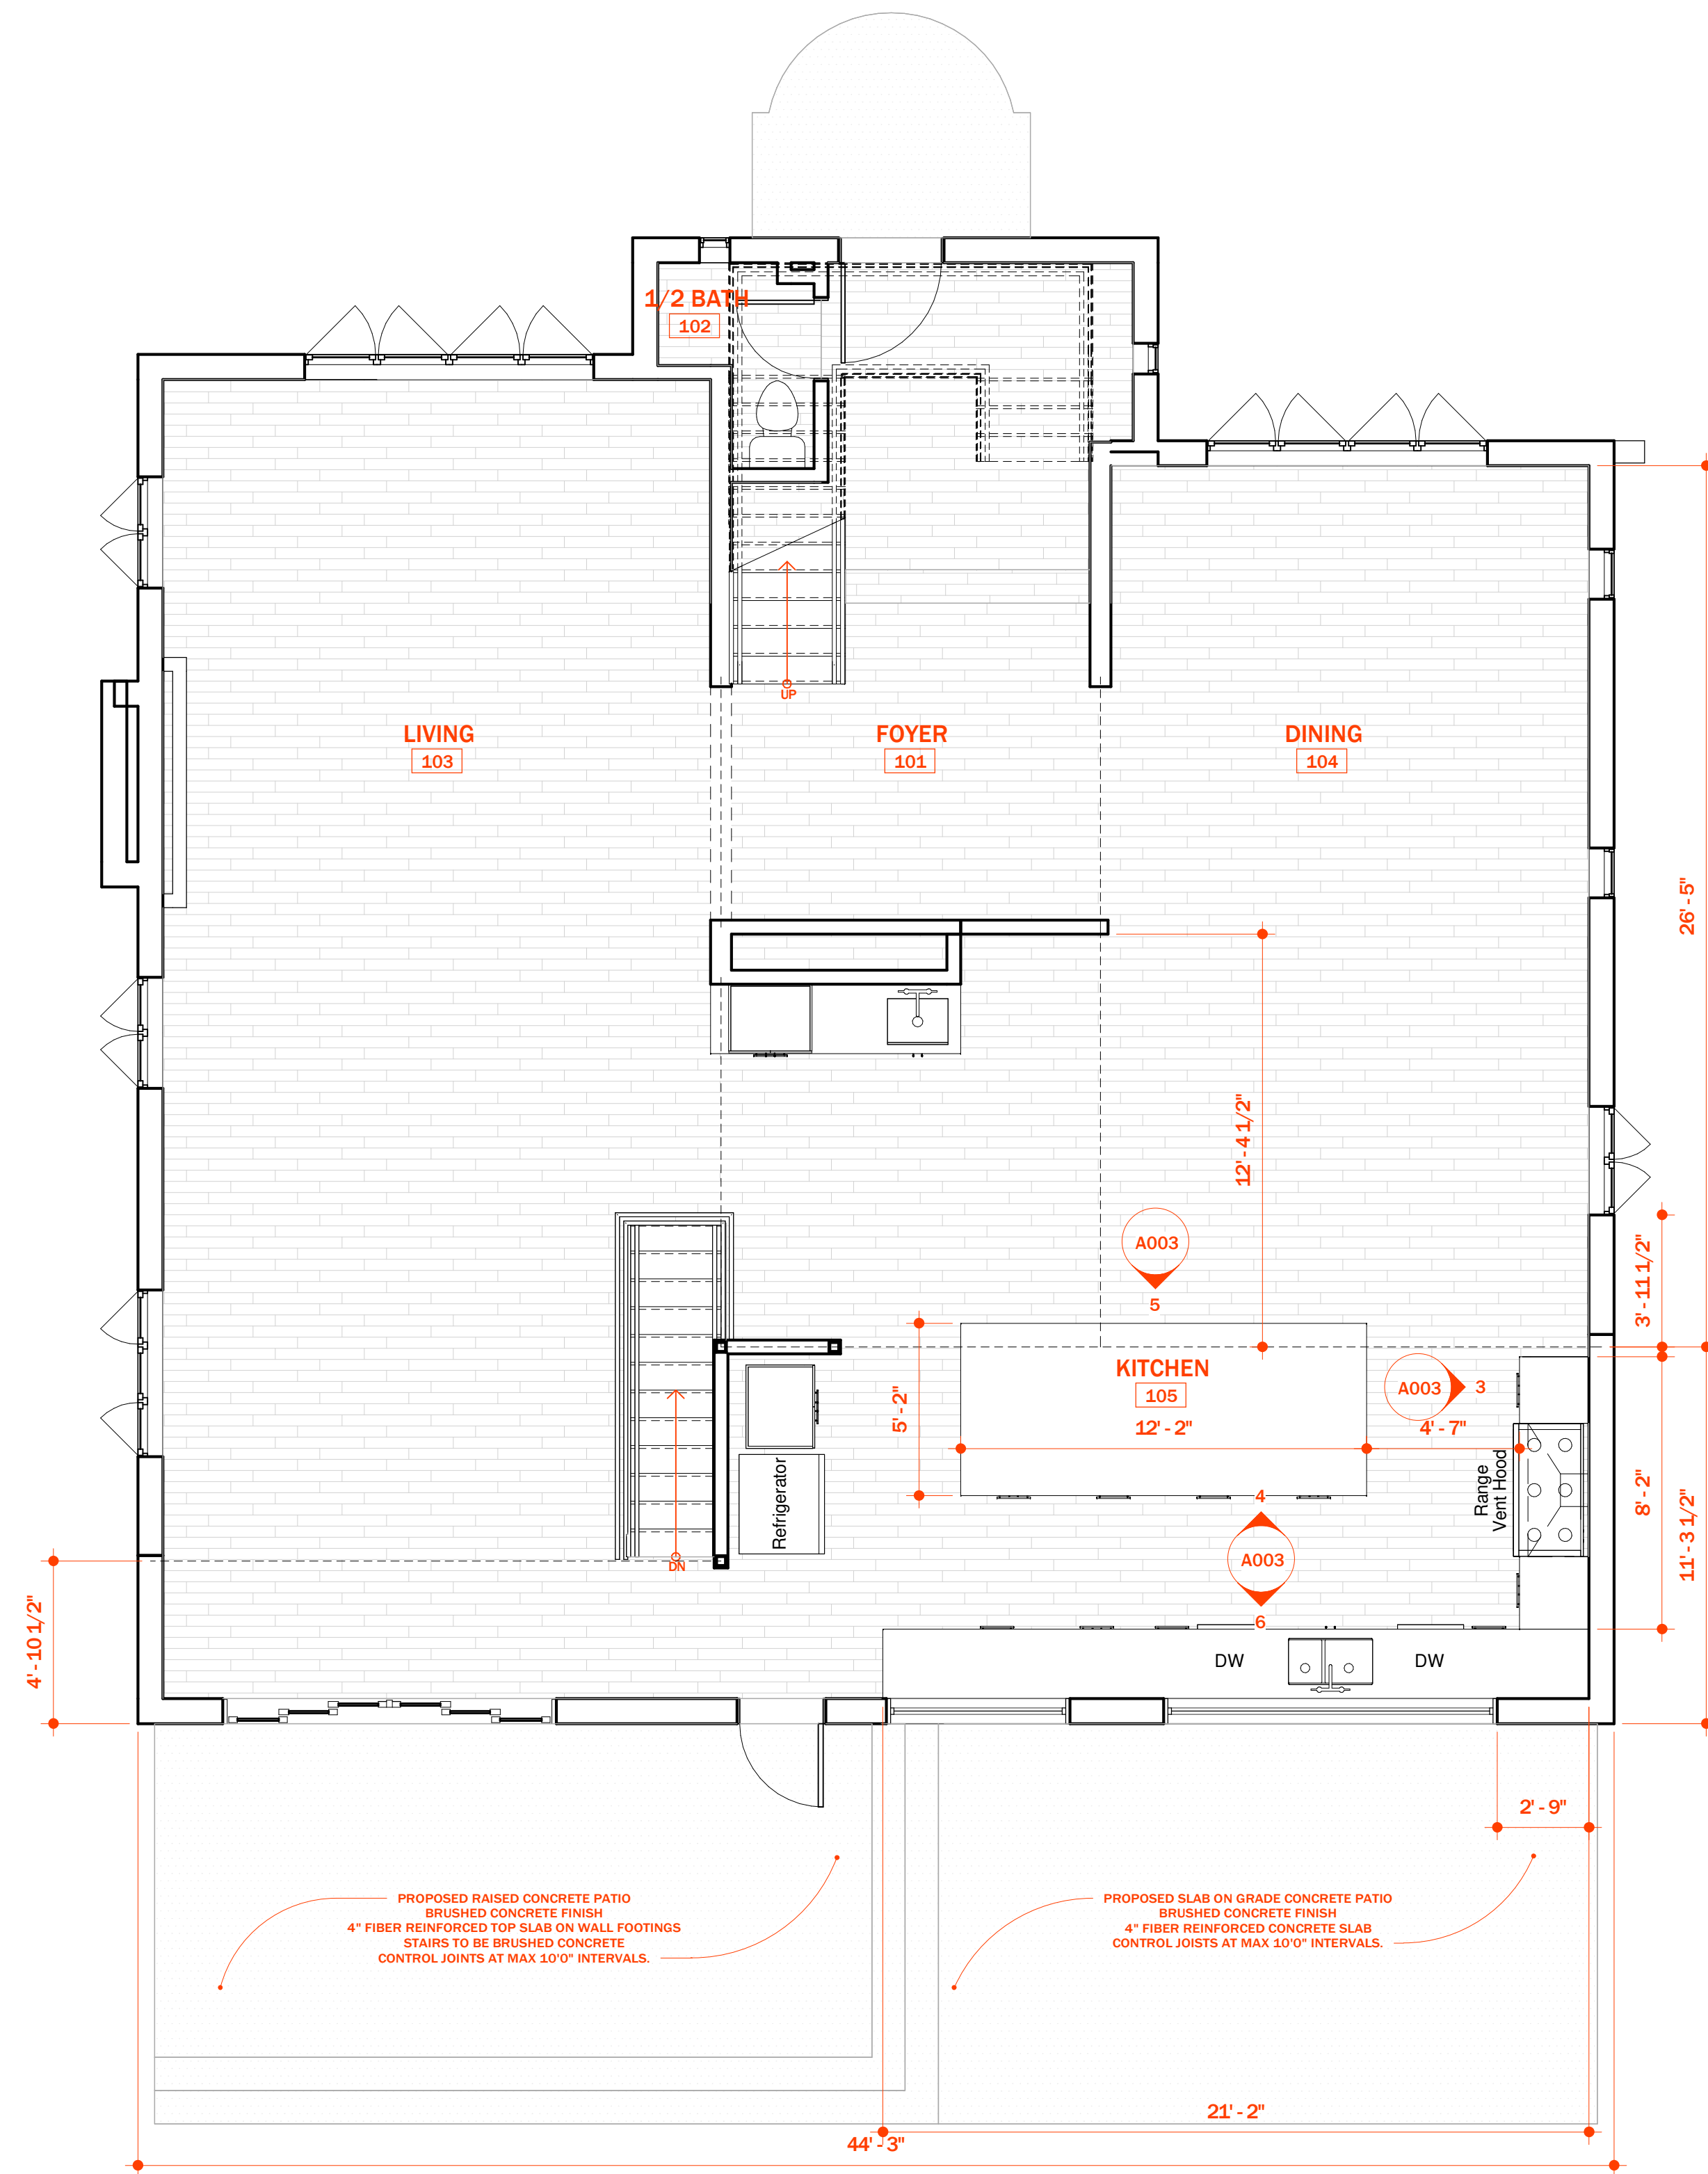 1/2 BATH
102
UP
LIVING
103
FOYER
101
DINING
104
26' - 5"
12' - 4 1/2"
A003
5
3' - 11 1/2"
KITCHEN
105
A003
3
5' - 2"
12' - 2"
4' - 7"
Refrigerator
Range
Vent Hood
8' - 2"
11' - 3 1/2"
4
A003
6
DN
4' - 10 1/2"
DW
DW
2' - 9"
PROPOSED RAISED CONCRETE PATIO
BRUSHED CONCRETE FINISH
4" FIBER REINFORCED TOP SLAB ON WALL FOOTINGS
STAIRS TO BE BRUSHED CONCRETE
CONTROL JOINTS AT MAX 10'0" INTERVALS.
PROPOSED SLAB ON GRADE CONCRETE PATIO
BRUSHED CONCRETE FINISH
4" FIBER REINFORCED CONCRETE SLAB
CONTROL JOISTS AT MAX 10'0" INTERVALS.
21' - 2"
44' - 3"